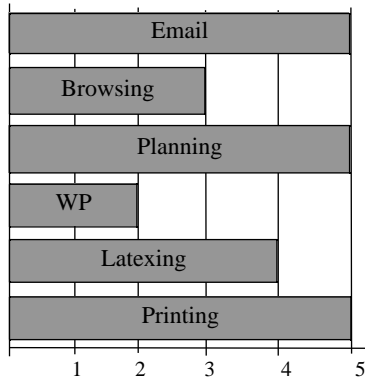 Email
Browsing
Planning
WP
Latexing
Printing
1 2 3 4 5